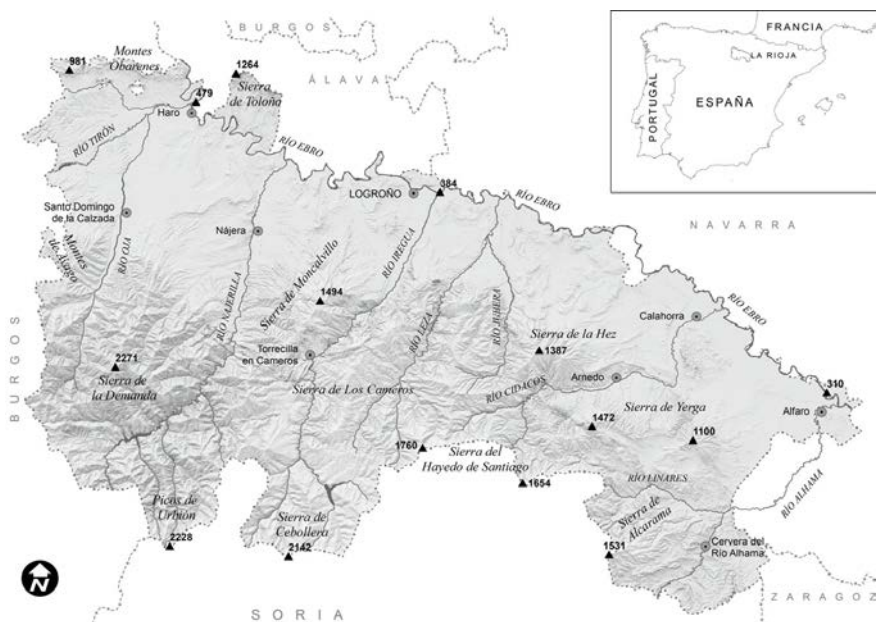 BURGOS
ÁLAVA
NAVARRA
BURGOS
SORIA
ZARAGOZ
FRANCIA
LA RIOJA
PORTUGAL
ESPAÑA
981
Montes
Obarenes
1264
Sierra
de Toloño
479
Haro
RÍO TIRÓN
RÍO EBRO
LOGROÑO
384
RÍO EBRO
Santo Domingo
de la Calzada
Montes
de Ayago
RÍO OJA
Nájera
RÍO NAJERILLA
Sierra de Moncalvillo
1494
RÍO IREGUA
RÍO LEZA
RÍO JUBERA
Calahorra
RÍO EBRO
Sierra de la Hez
1387
Torrecilla
en Cameros
2271
Sierra de
la Demanda
Sierra de Los Cameros
RÍO CIDACOS
Arnedo
310
Alfaro
1472
Sierra de Yerga
1100
1760
Sierra del
Hayedo de Santiago
1654
RÍO LINARES
RÍO ALHAMA
Picos de
Urbión
2228
Sierra de
Cebollera
2142
Sierra de
Alcarama
1531
Cervera del
Río Alhama
N